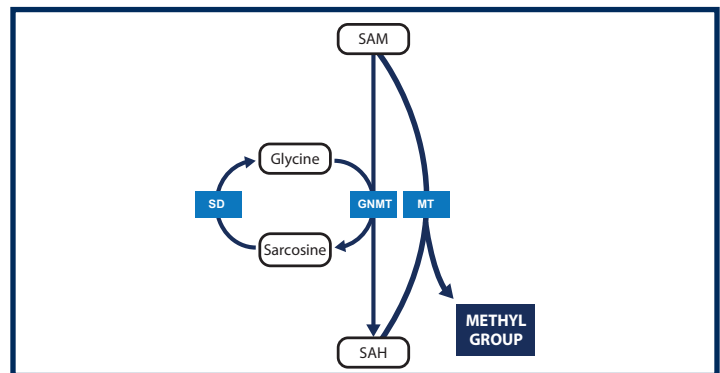 SAM
Glycine
SD
GNMT
MT
Sarcosine
METHYL
GROUP
SAH